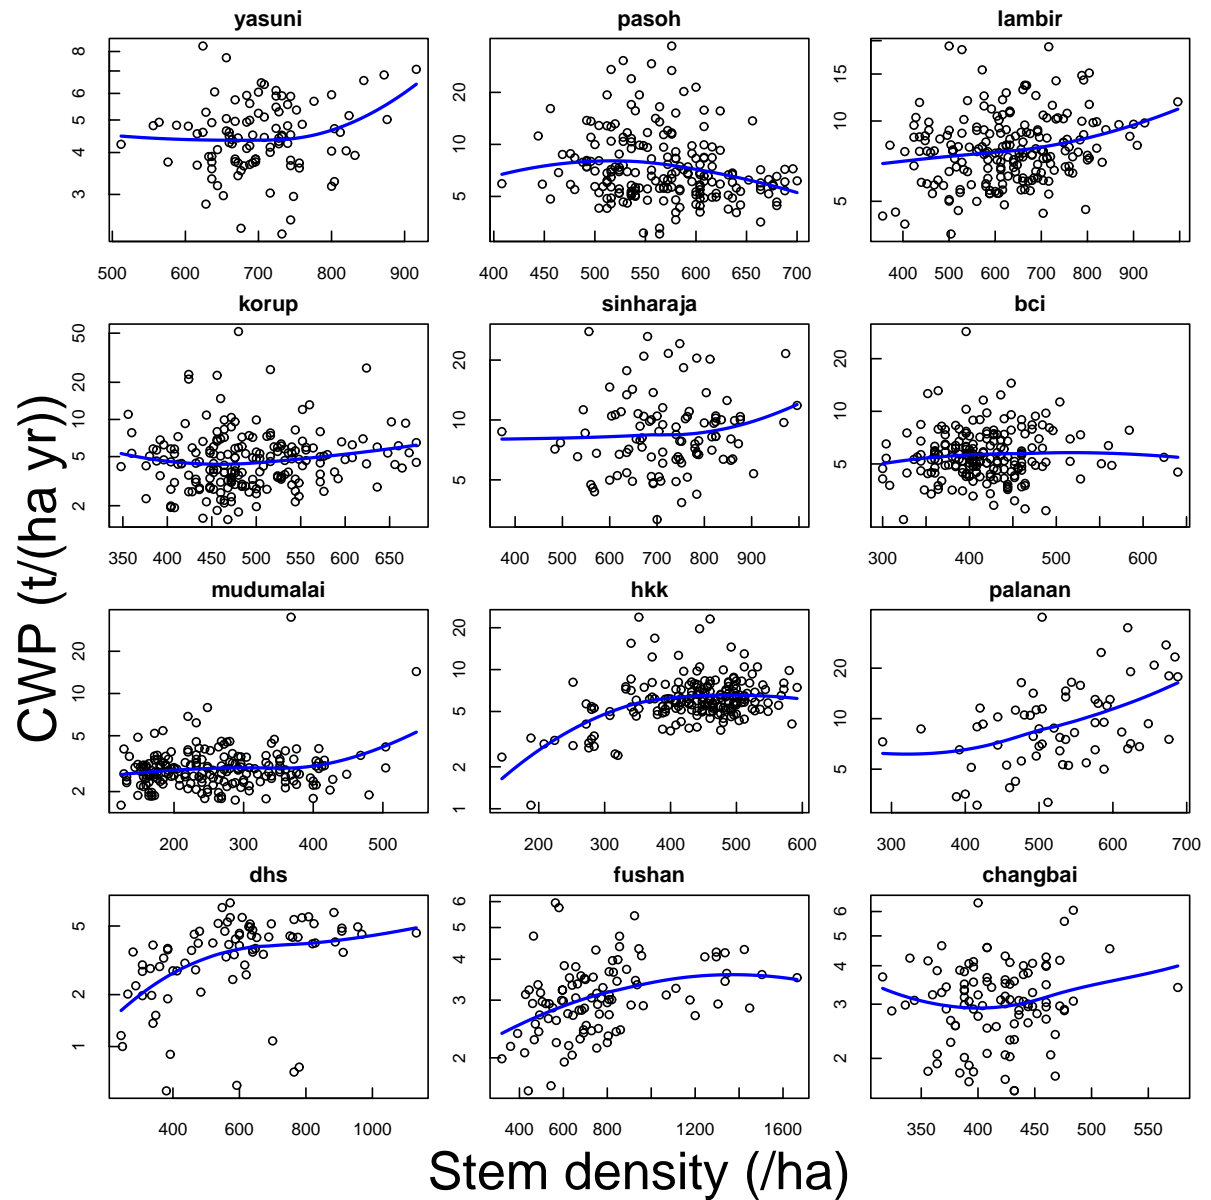 yasuni pasoh lambir
8 6 5 4 3
500 600 700 800 900
20 10 5
400 450 500 550 600 650 700
15 10 5
400 500 600 700 800 900
korup sinharaja bci
50 20 10 5 2
350 400 450 500 550 600 650
20 10 5
400 500 600 700 800 900
20 10 5
300 400 500 600
mudumalai hkk palanan
20 10 5 2
200 300 400 500
20 10 5 2 1
200 300 400 500 600
20 10 5
300 400 500 600 700
dhs fushan changbai
5 2 1
400 600 800 1000
6 5 4 3 2
400 600 800 1200 1600
6 5 4 3 2
350 400 450 500 550
CWP (t/(ha yr))
Stem density (/ha)